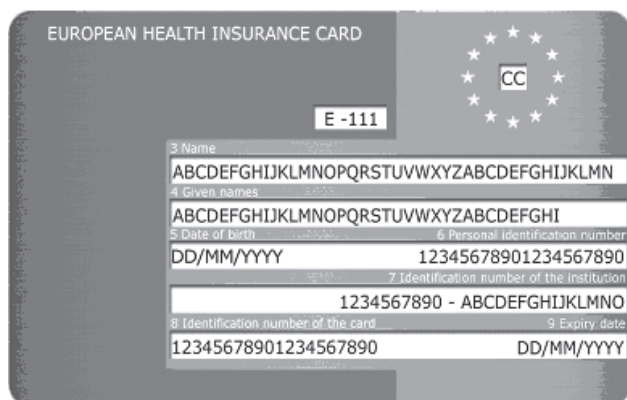 EUROPEAN HEALTH INSURANCE CARD
CC
E -111
3 Name
ABCDEFGHIJKLMNOPQRSTUVWXYZABCDEFGHIJKLMN
4 Given names
ABCDEFGHIJKLMNOPQRSTUVWXYZABCDEFGHI
5 Date of birth 6 Personal identification number
DD/MM/YYYY 12345678901234567890
7 Identification number of the institution
1234567890 - ABCDEFGHIJKLMNO
8 Identification number of the card 9 Expiry date
12345678901234567890 DD/MM/YYYY